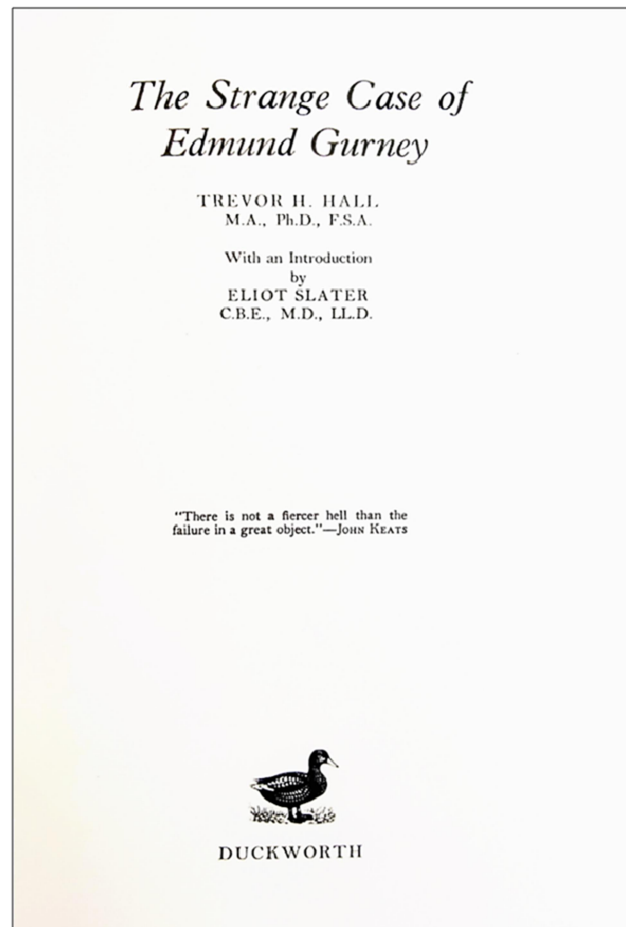 The Strange Case of
Edmund Gurney
TREVOR H. HALL
M.A., Ph.D., F.S.A.
With an Introduction
by
ELIOT SLATER
C.B.E., M.D., LL.D.
"There is not a fiercer hell than the
failure in a great object."—JOHN KEATS
DUCKWORTH